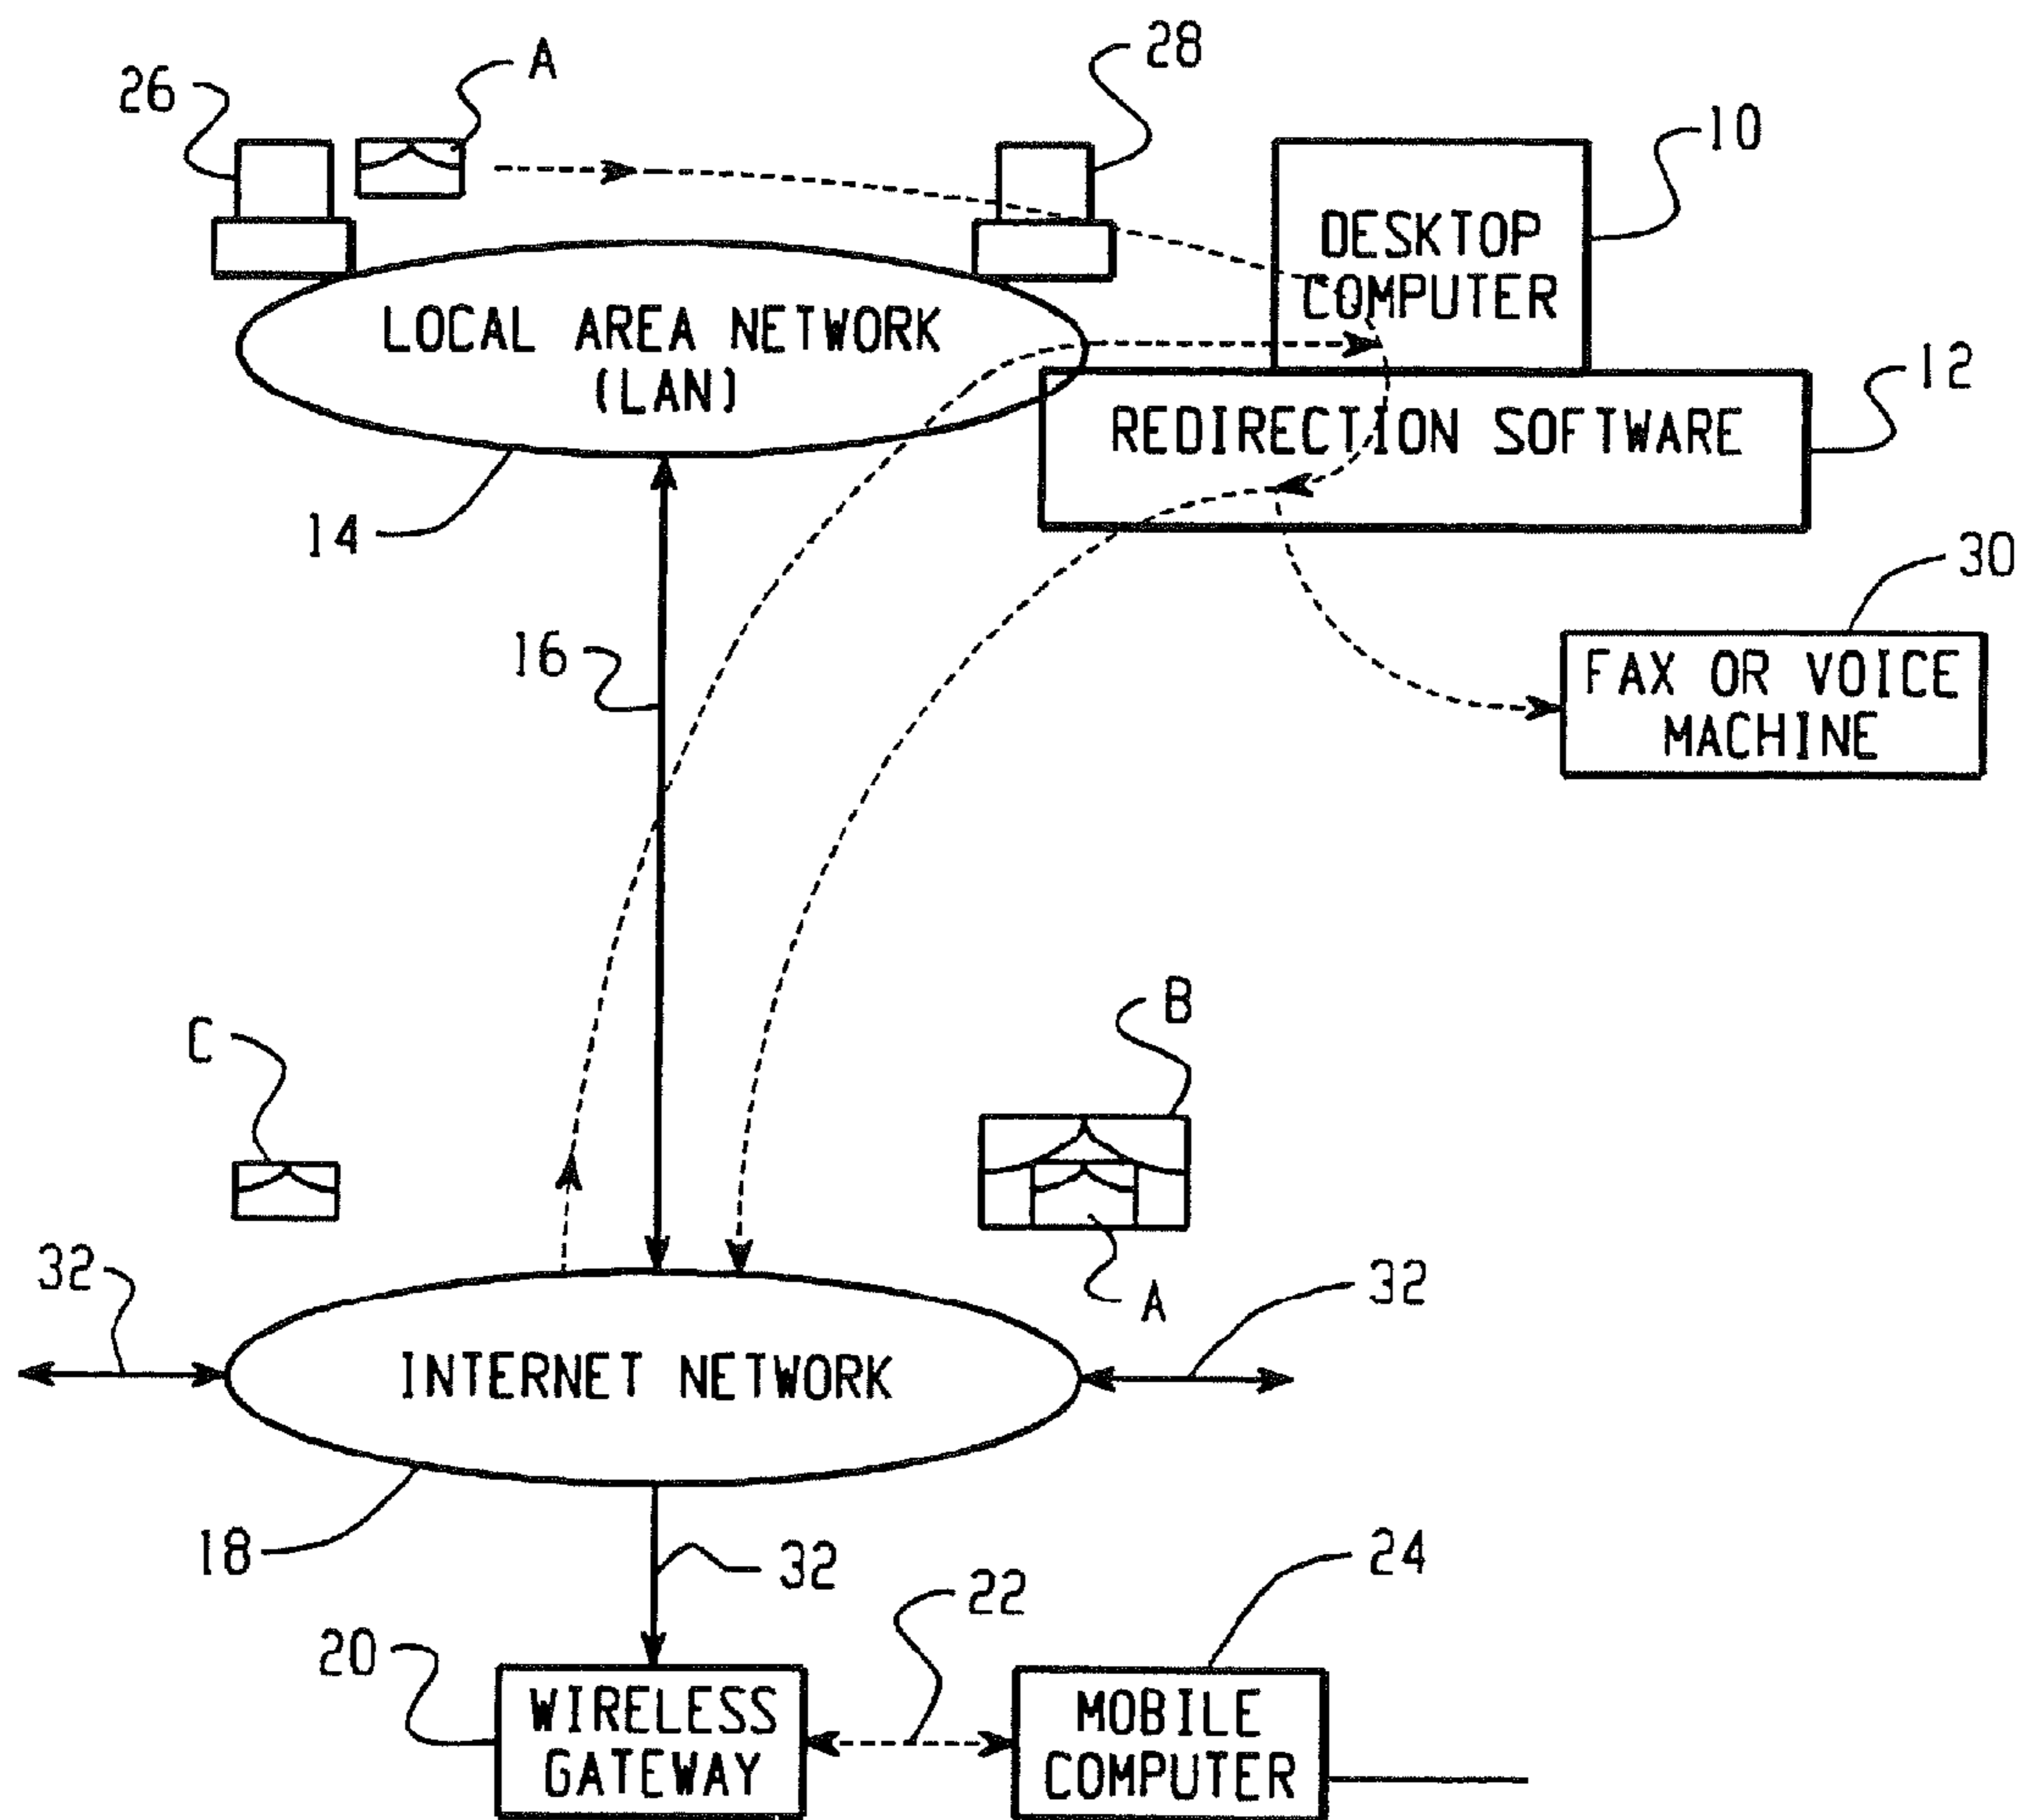 A
28
26
10
DESKTOP
COMPUTER
LOCAL AREA NETWORK
(LAN)
12
REDIRECTION SOFTWARE
14
30
16
FAX OR VOICE
MACHINE
B
C
32
A
32
INTERNET NETWORK
18
32
24
22
20
WIRELESS
GATEWAY
MOBILE
COMPUTER